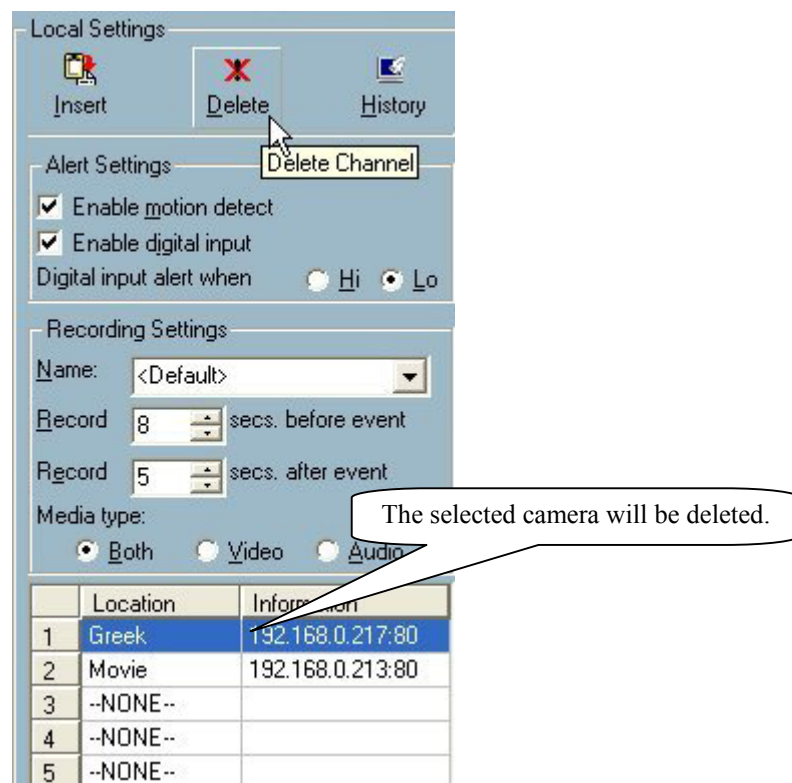 Local Settings
Insert Delete History
Delete Channel
Alert Settings
Enable motion detect
Enable digital input
Digital input alert when Hi Lo
Recording Settings
Name: <Default>
Record 8 secs. before event
Record 5 secs. after event
Media type:
Both Video Audio
The selected camera will be deleted.
Location Information
1 Greek 192.168.0.217:80
2 Movie 192.168.0.213:80
3 --NONE--
4 --NONE--
5 --NONE--